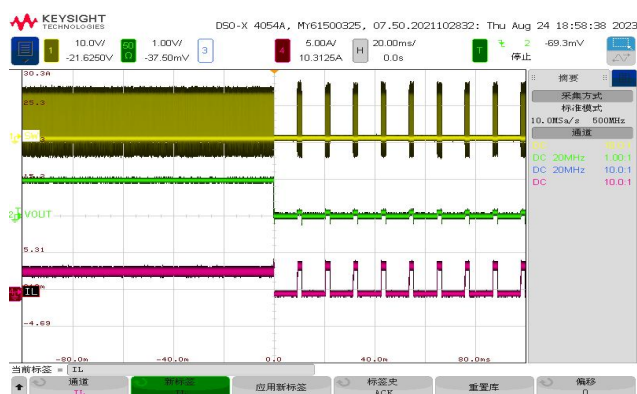 KEYSIGHT
TECHNOLOGIES
DSO-X 4054A, MY61500325, 07.50.2021102832: Thu Aug 24 18:58:38 2023
1 10.0V/ -21.6250V
50Ω 1.00V/ -37.50mV
3
4 5.00A/ 10.3125A
H 20.00ms/ 0.0s
T 2 -69.3mV
停止
30.3A
25.3
15.3
VOUT
5.31
IL
-4.69
-80.0m -40.0m 0.0 40.0m 80.0ms
摘要
采集方式
标准模式
10.0MSa/s 500MHz
通道
DC 10.0:1
DC 20MHz 1.00:1
DC 20MHz 10.0:1
DC 10.0:1
当前标签 = IL
通道
IL
新标签
应用新标签
标签史
ACK
重置库
偏移
0